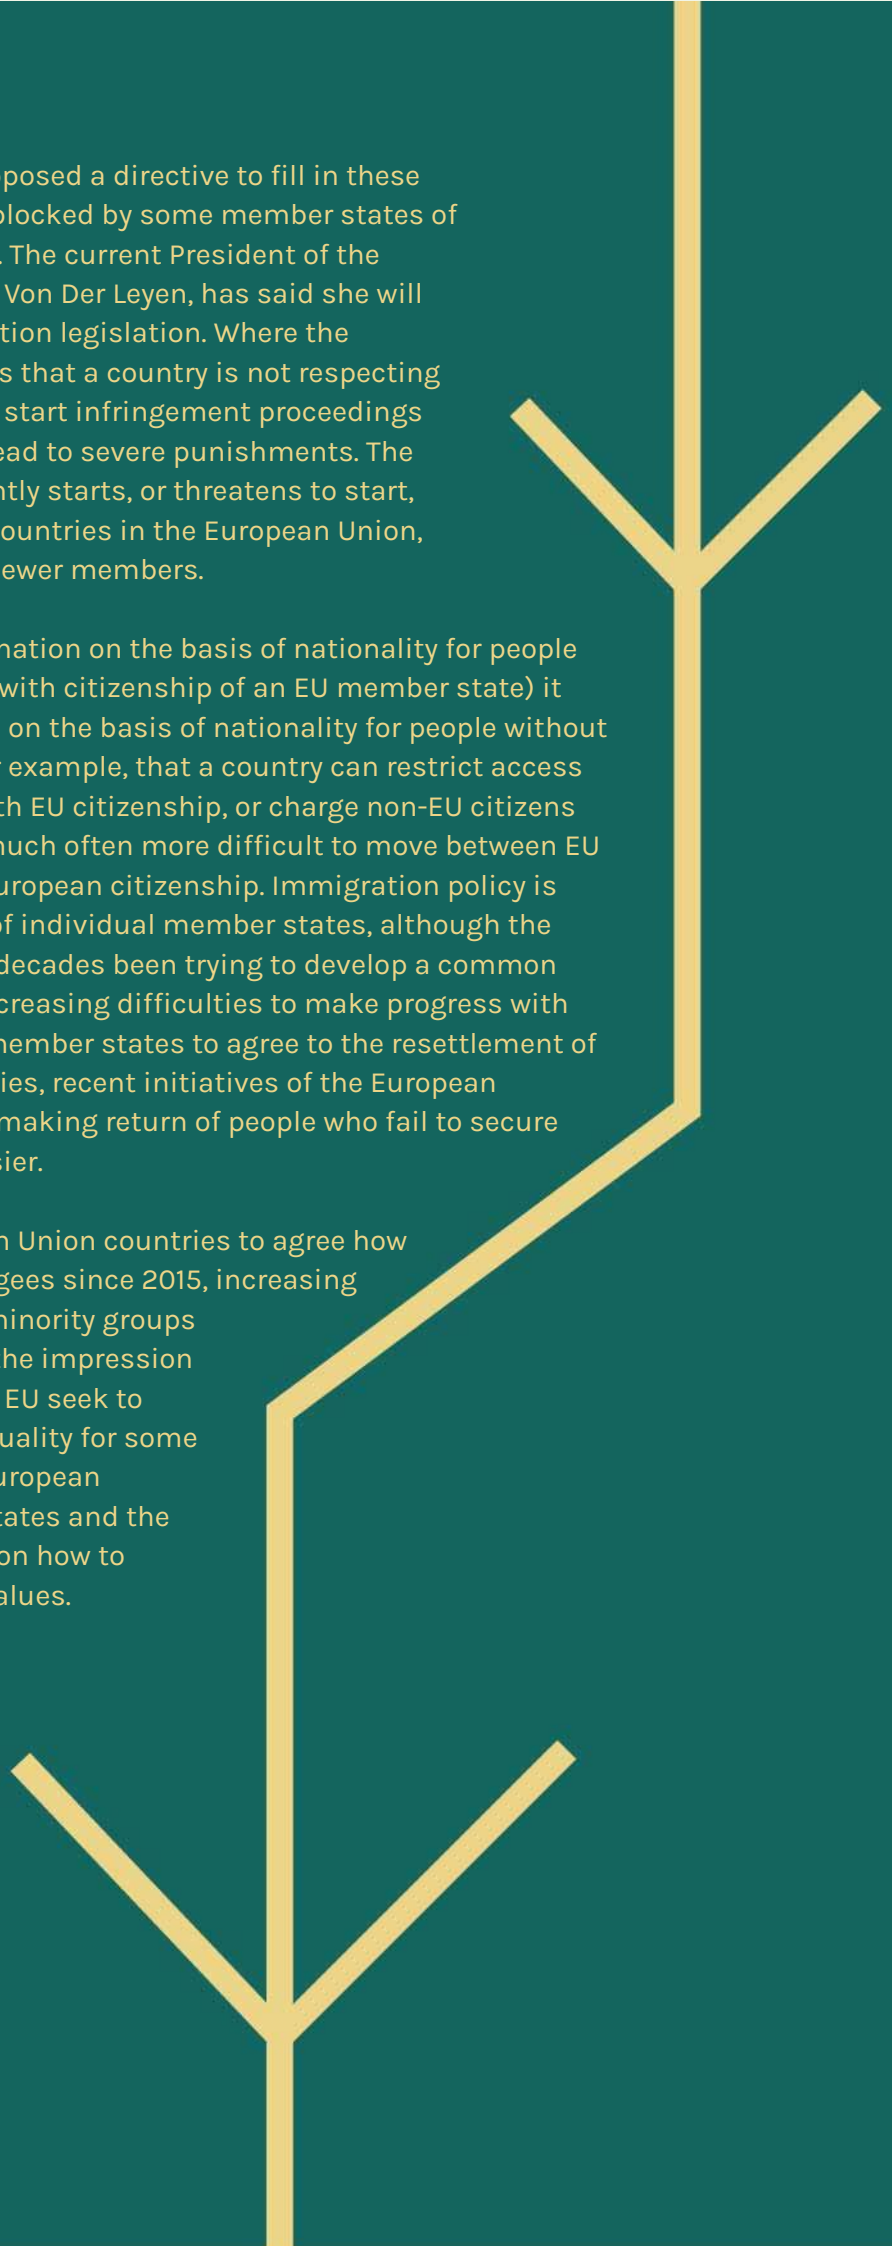 posed a directive to fill in these
blocked by some member states of
. The current President of the
Von Der Leyen, has said she will
tion legislation. Where the
s that a country is not respecting
start infringement proceedings
ead to severe punishments. The
ntly starts, or threatens to start,
ountries in the European Union,
ewer members.
nation on the basis of nationality for people
with citizenship of an EU member state) it
on the basis of nationality for people without
r example, that a country can restrict access
th EU citizenship, or charge non-EU citizens
much often more difficult to move between EU
uropean citizenship. Immigration policy is
of individual member states, although the
decades been trying to develop a common
creasing difficulties to make progress with
member states to agree to the resettlement of
ies, recent initiatives of the European
making return of people who fail to secure
sier.
n Union countries to agree how
gees since 2015, increasing
minority groups
the impression
EU seek to
uality for some
uropean
tates and the
on how to
alues.